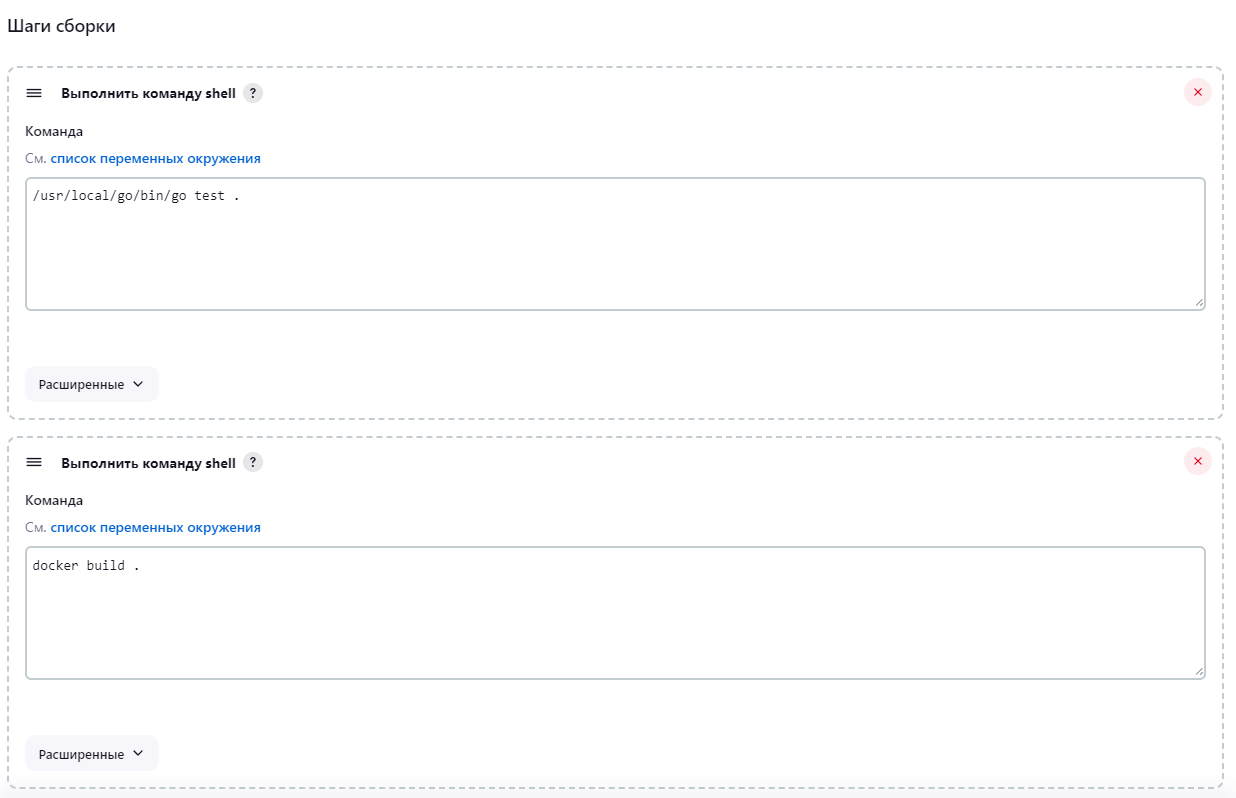 Шаги сборки
Выполнить команду shell ?
Команда
См. список переменных окружения
/usr/local/go/bin/go test .
Расширенные
Выполнить команду shell ?
Команда
См. список переменных окружения
docker build .
Расширенные